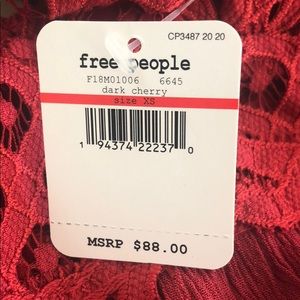 CP3487 20 20
free people
F18M01006 6645
dark cherry
size XS
1 94374 22237 0
MSRP $88.00